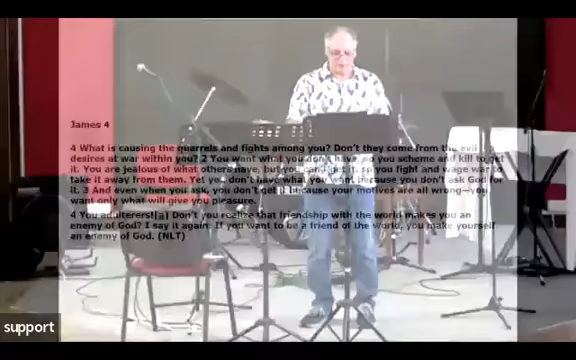 James 4
4 What is causing the quarrels and fights among you? Don't they come from the evil
desires at war within you? 2 You want what you don't have, so you scheme and kill to get
it. You are jealous of what others have, but you can't get it, so you fight and wage war to
take it away from them. Yet you don't have what you want because you don't ask God for
it. 3 And even when you ask, you don't get it because your motives are all wrong—you
want only what will give you pleasure.
4 You adulterers![a] Don't you realize that friendship with the world makes you an
enemy of God? I say it again: If you want to be a friend of the world, you make yourself
an enemy of God. (NLT)
support